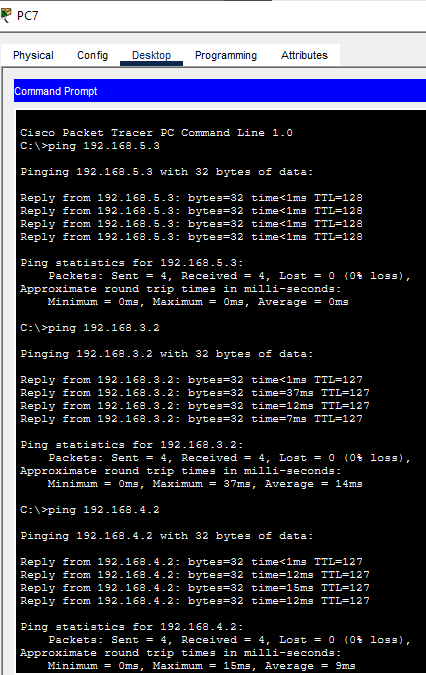 PC7
Physical Config Desktop Programming Attributes
Command Prompt
Cisco Packet Tracer PC Command Line 1.0
C:\>ping 192.168.5.3
Pinging 192.168.5.3 with 32 bytes of data:
Reply from 192.168.5.3: bytes=32 time<1ms TTL=128
Reply from 192.168.5.3: bytes=32 time<1ms TTL=128
Reply from 192.168.5.3: bytes=32 time<1ms TTL=128
Reply from 192.168.5.3: bytes=32 time<1ms TTL=128
Ping statistics for 192.168.5.3:
Packets: Sent = 4, Received = 4, Lost = 0 (0% loss),
Approximate round trip times in milli-seconds:
Minimum = 0ms, Maximum = 0ms, Average = 0ms
C:\>ping 192.168.3.2
Pinging 192.168.3.2 with 32 bytes of data:
Reply from 192.168.3.2: bytes=32 time<1ms TTL=127
Reply from 192.168.3.2: bytes=32 time=37ms TTL=127
Reply from 192.168.3.2: bytes=32 time=12ms TTL=127
Reply from 192.168.3.2: bytes=32 time=7ms TTL=127
Ping statistics for 192.168.3.2:
Packets: Sent = 4, Received = 4, Lost = 0 (0% loss),
Approximate round trip times in milli-seconds:
Minimum = 0ms, Maximum = 37ms, Average = 14ms
C:\>ping 192.168.4.2
Pinging 192.168.4.2 with 32 bytes of data:
Reply from 192.168.4.2: bytes=32 time<1ms TTL=127
Reply from 192.168.4.2: bytes=32 time=12ms TTL=127
Reply from 192.168.4.2: bytes=32 time=15ms TTL=127
Reply from 192.168.4.2: bytes=32 time=12ms TTL=127
Ping statistics for 192.168.4.2:
Packets: Sent = 4, Received = 4, Lost = 0 (0% loss),
Approximate round trip times in milli-seconds:
Minimum = 0ms, Maximum = 15ms, Average = 9ms